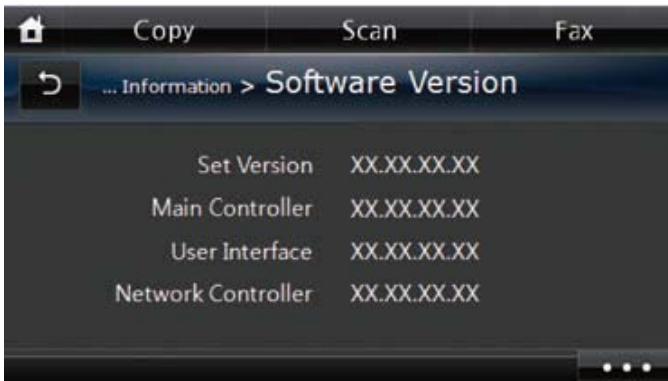 Copy Scan Fax
... Information > Software Version
Set Version XX.XX.XX.XX
Main Controller XX.XX.XX.XX
User Interface XX.XX.XX.XX
Network Controller XX.XX.XX.XX
...